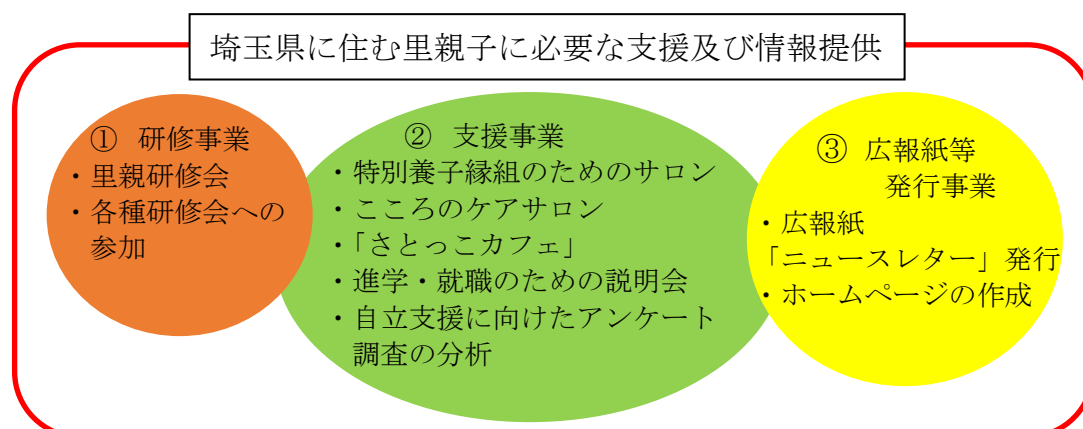 埼玉県に住む里親子に必要な支援及び情報提供
① 研修事業
・里親研修会
・各種研修会への
参加
② 支援事業
・特別養子縁組のためのサロン
・こころのケアサロン
・「さとっこカフェ」
・進学・就職のための説明会
・自立支援に向けたアンケート
調査の分析
③ 広報紙等
発行事業
・広報紙
「ニュースレター」発行
・ホームページの作成